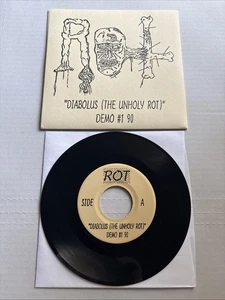 ROT
"DIABOLUS (THE UNHOLY ROT)"
DEMO #1 90
ROT
SIDE A
"DIABOLUS (THE UNHOLY ROT)"
DEMO #1 90